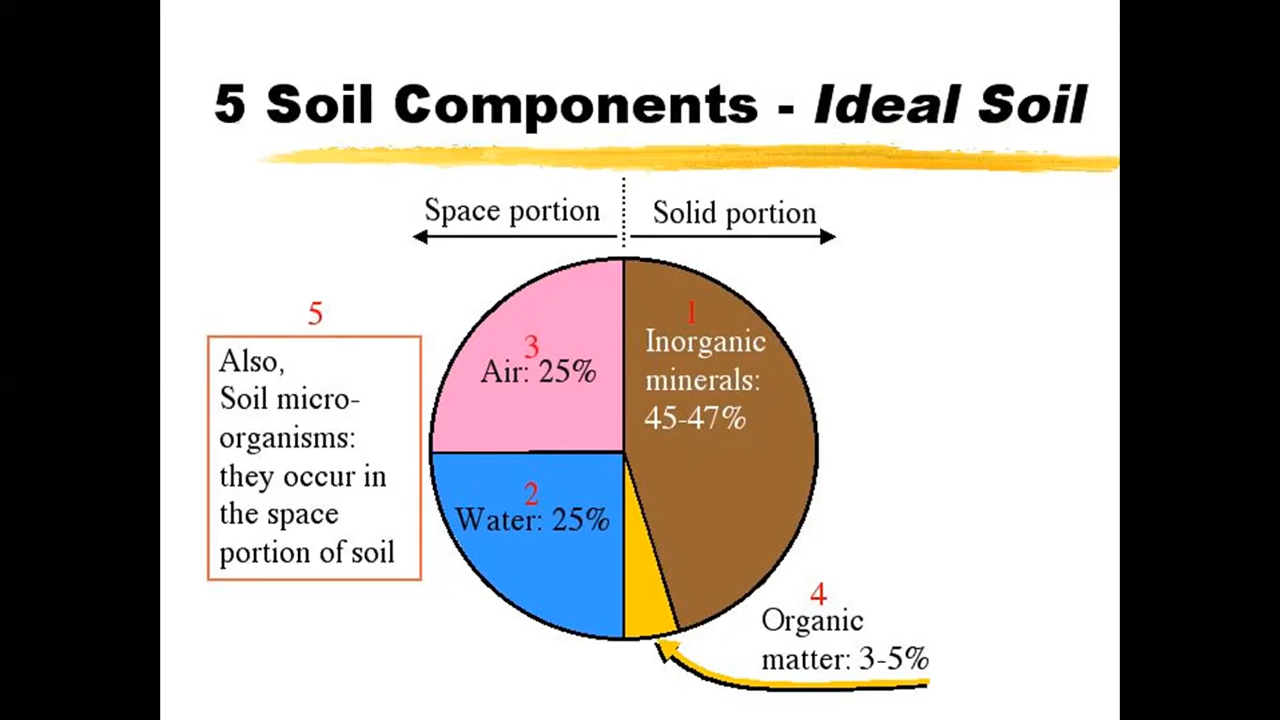 5 Soil Components - Ideal Soil
Space portion
Solid portion
5
Also,
Soil micro-
organisms:
they occur in
the space
portion of soil
3
Air: 25%
1
Inorganic
minerals:
45-47%
2
Water: 25%
4
Organic
matter: 3-5%